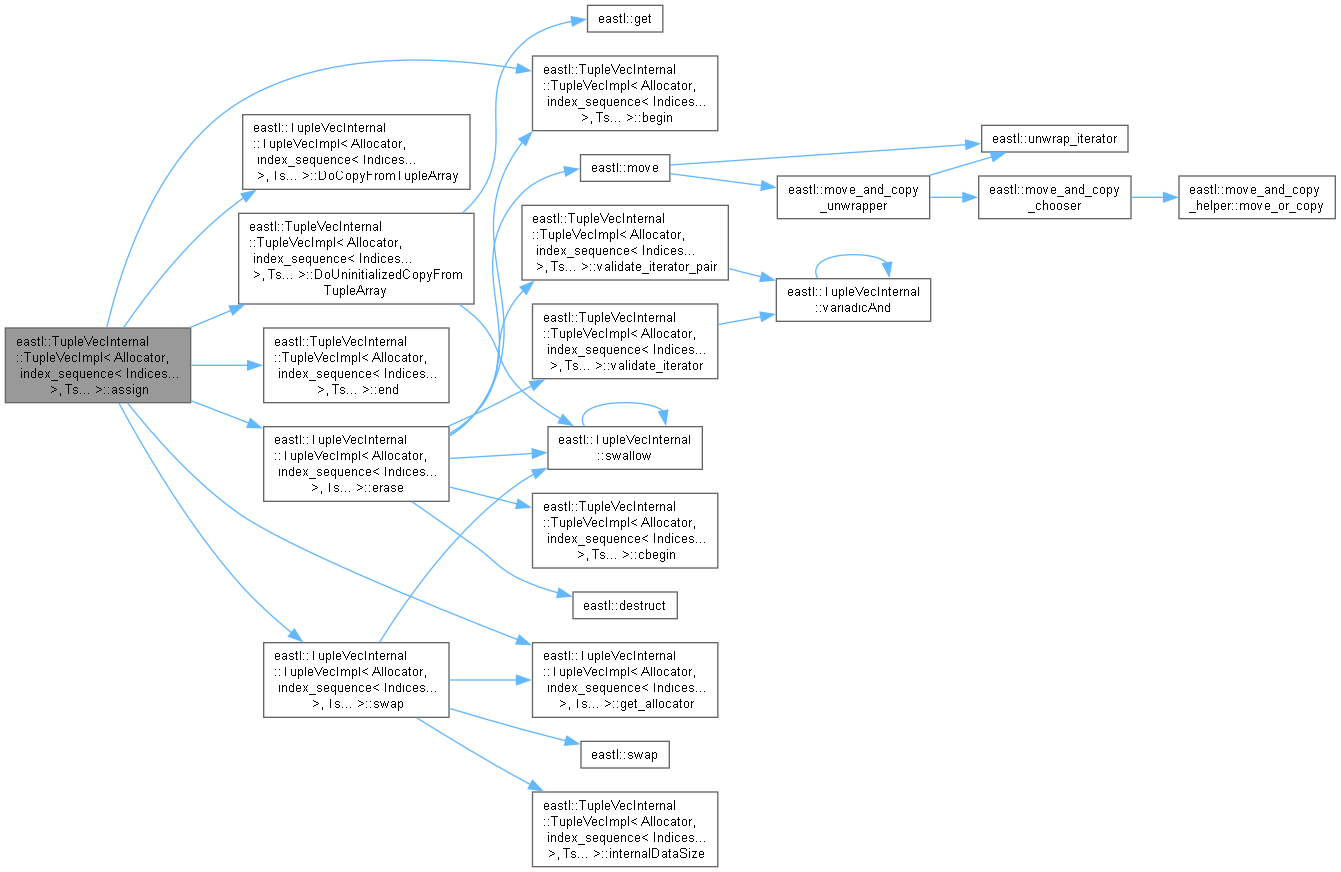 eastl::get
eastl::TupleVecInternal
::TupleVecImpl< Allocator,
index_sequence< Indices...
>, Ts... >::begin
eastl::TupleVecInternal
::TupleVecImpl< Allocator,
index_sequence< Indices...
>, Ts... >::DoCopyFromTupleArray
eastl::move
eastl::unwrap_iterator
eastl::move_and_copy
_unwrapper
eastl::move_and_copy
_chooser
eastl::move_and_copy
_helper::move_or_copy
eastl::TupleVecInternal
::TupleVecImpl< Allocator,
index_sequence< Indices...
>, Ts... >::DoUninitializedCopyFrom
TupleArray
eastl::TupleVecInternal
::TupleVecImpl< Allocator,
index_sequence< Indices...
>, Ts... >::validate_iterator_pair
eastl::TupleVecInternal
::variadicAnd
eastl::TupleVecInternal
::TupleVecImpl< Allocator,
index_sequence< Indices...
>, Ts... >::assign
eastl::TupleVecInternal
::TupleVecImpl< Allocator,
index_sequence< Indices...
>, Ts... >::end
eastl::TupleVecInternal
::TupleVecImpl< Allocator,
index_sequence< Indices...
>, Ts... >::validate_iterator
eastl::TupleVecInternal
::TupleVecImpl< Allocator,
index_sequence< Indices...
>, Ts... >::erase
eastl::TupleVecInternal
::swallow
eastl::TupleVecInternal
::TupleVecImpl< Allocator,
index_sequence< Indices...
>, Ts... >::cbegin
eastl::destruct
eastl::TupleVecInternal
::TupleVecImpl< Allocator,
index_sequence< Indices...
>, Ts... >::swap
eastl::TupleVecInternal
::TupleVecImpl< Allocator,
index_sequence< Indices...
>, Ts... >::get_allocator
eastl::swap
eastl::TupleVecInternal
::TupleVecImpl< Allocator,
index_sequence< Indices...
>, Ts... >::internalDataSize